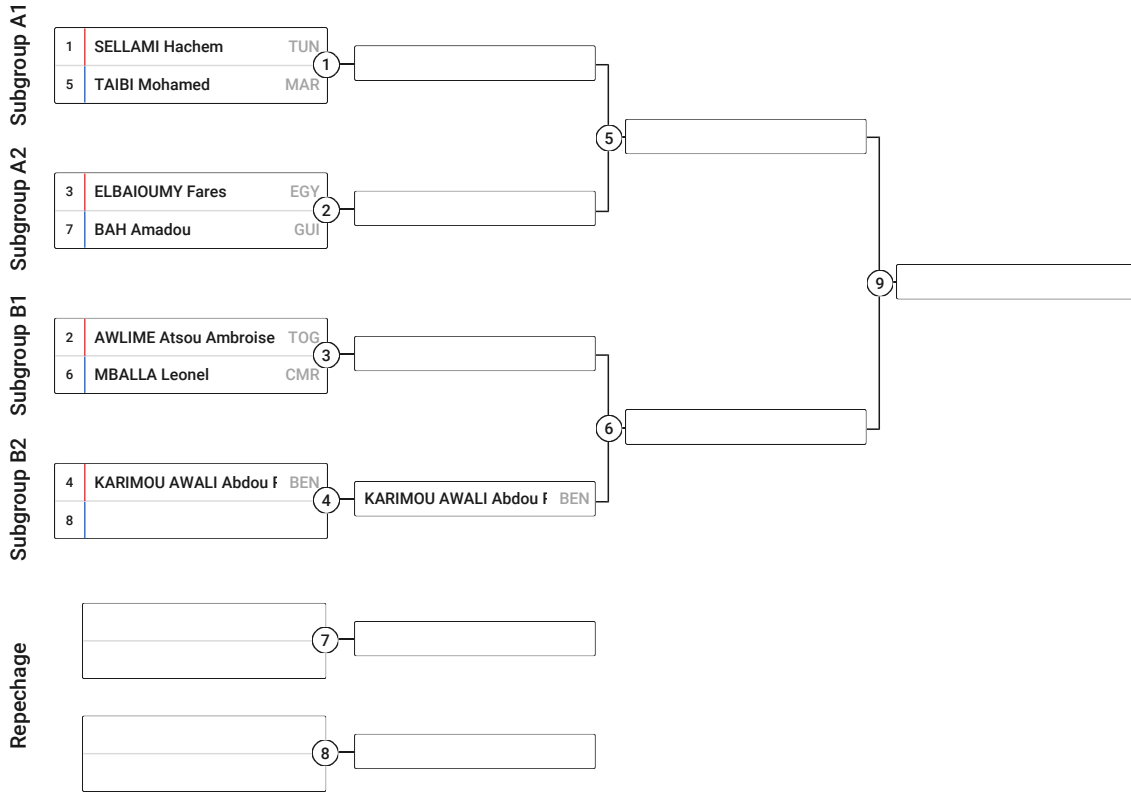 Subgroup A1
1 SELLAMI Hachem TUN
5 TAIBI Mohamed MAR
1
5
Subgroup A2
3 ELBAIOUMY Fares EGY
7 BAH Amadou GUI
2
9
Subgroup B1
2 AWLIME Atsou Ambroise TOG
6 MBALLA Leonel CMR
3
6
Subgroup B2
4 KARIMOU AWALI Abdou BEN
8
4
KARIMOU AWALI Abdou BEN
Repechage
7
8